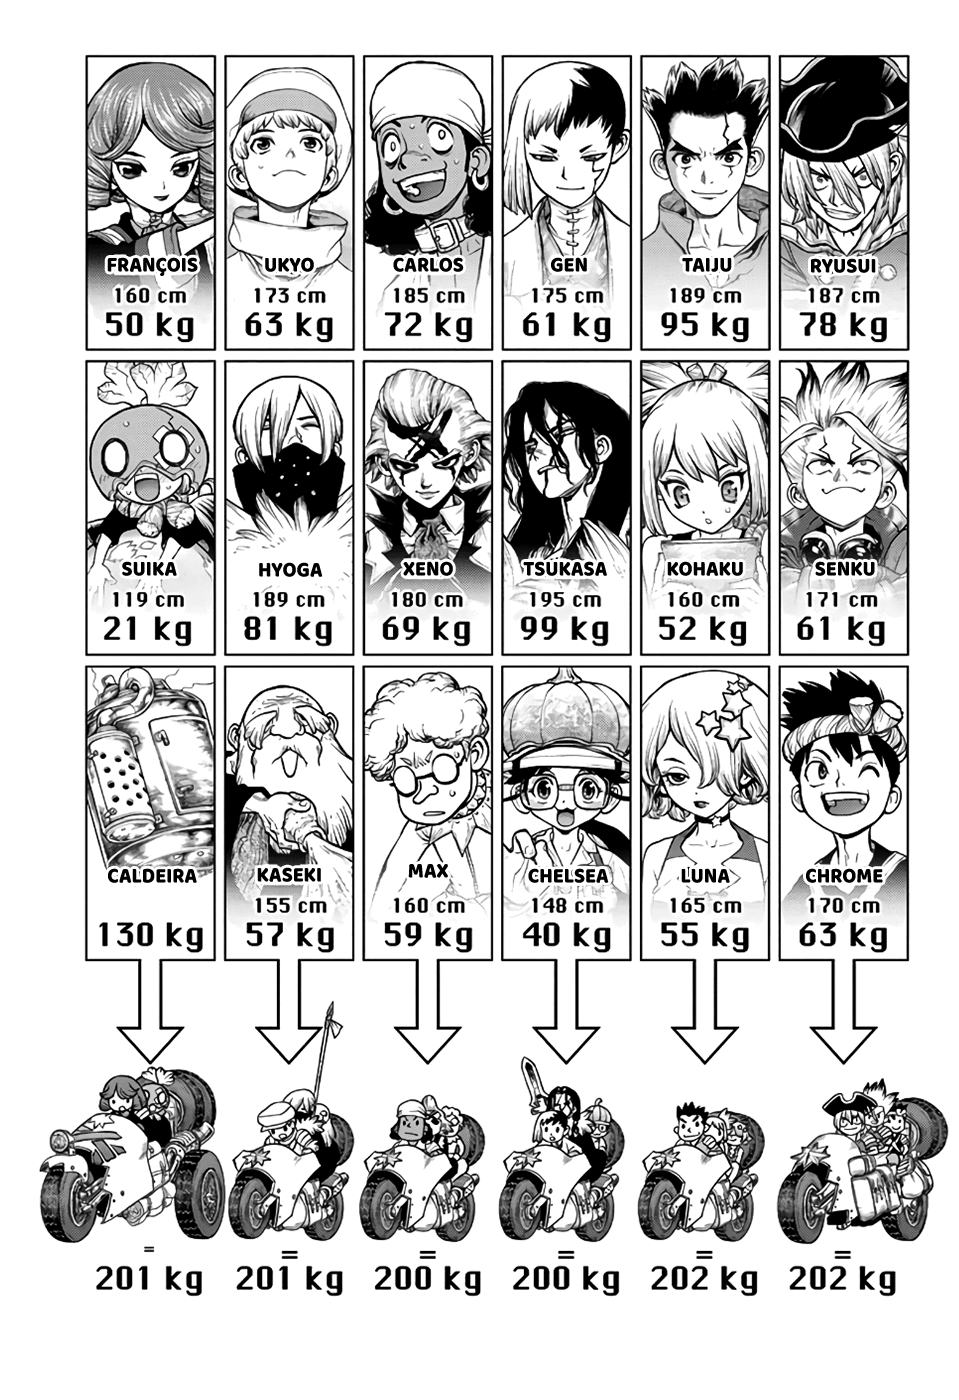 FRANÇOIS
160 cm
50 kg
UKYO
173 cm
63 kg
CARLOS
185 cm
72 kg
GEN
175 cm
61 kg
TAIJU
189 cm
95 kg
RYUSUI
187 cm
78 kg
SUIKA
119 cm
21 kg
HYOGA
189 cm
81 kg
XENO
180 cm
69 kg
TSUKASA
195 cm
99 kg
KOHAKU
160 cm
52 kg
SENKU
171 cm
61 kg
CALDEIRA
130 kg
KASEKI
155 cm
57 kg
MAX
160 cm
59 kg
CHELSEA
148 cm
40 kg
LUNA
165 cm
55 kg
CHROME
170 cm
63 kg
=
201 kg
=
201 kg
=
200 kg
=
200 kg
=
202 kg
=
202 kg